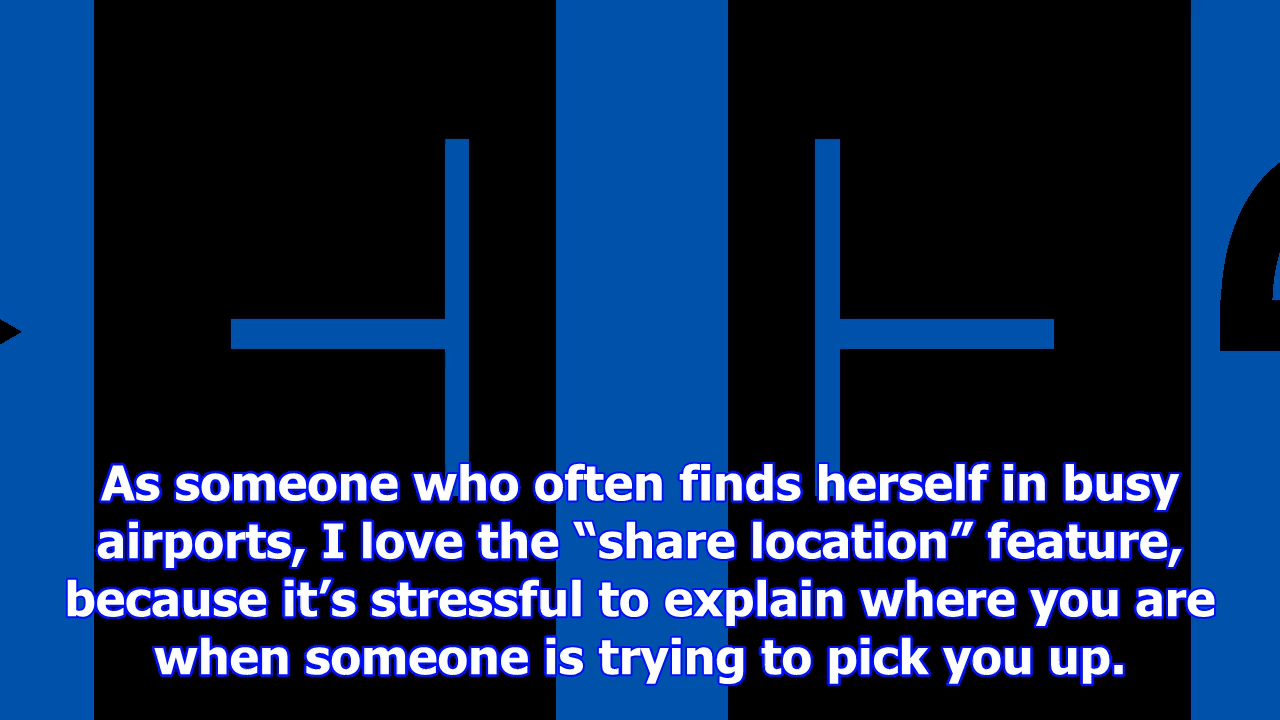 As someone who often finds herself in busy
airports, I love the “share location” feature,
because it’s stressful to explain where you are
when someone is trying to pick you up.